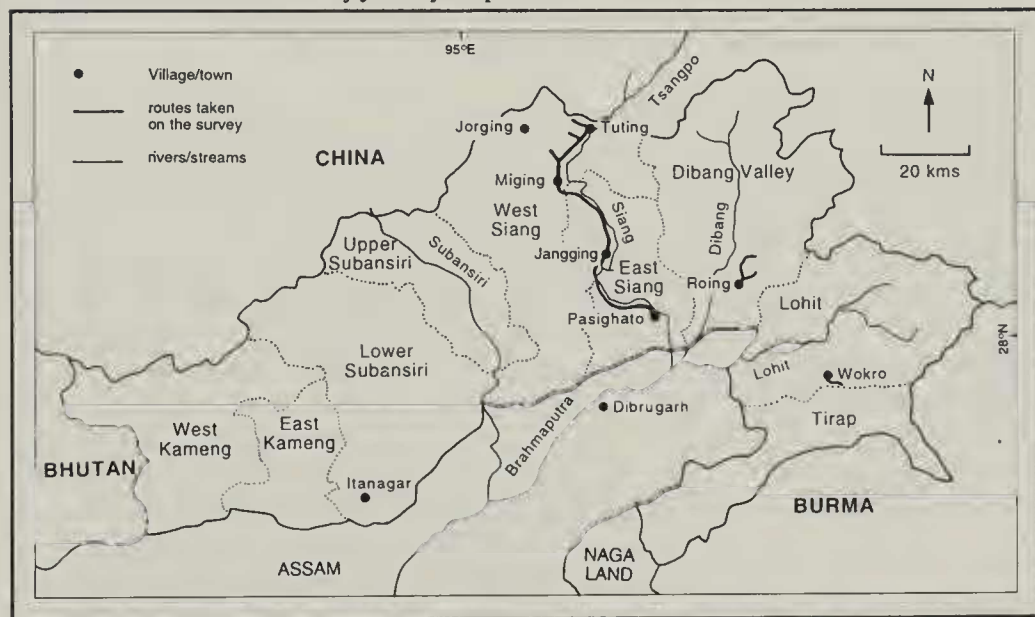 95°E
Village/town
routes taken
on the survey
rivers/streams
N
20 kms
CHINA
Jorging
Tuting
Tsangpo
Miging
Dibang Valley
West
Siang
Siang
Dibang
Upper
Subansiri
Subansiri
Jangging
East
Siang
Roing
Lohit
Pasighato
28°N
Lower
Subansiri
Lohit
Wokro
Brahmaputra
Dibrugarh
Tirap
West
Kameng
East
Kameng
BHUTAN
Itanagar
BURMA
ASSAM
NAGA
LAND